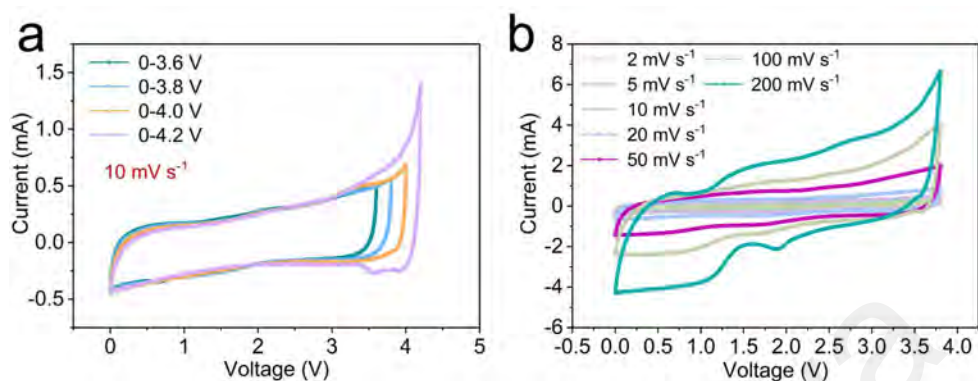 a
0-3.6 V
0-3.8 V
0-4.0 V
0-4.2 V
10 mV s⁻¹
Current (mA)
1.5
1.0
0.5
0.0
-0.5
0 1 2 3 4 5
Voltage (V)
b
2 mV s⁻¹ 100 mV s⁻¹
5 mV s⁻¹ 200 mV s⁻¹
10 mV s⁻¹
20 mV s⁻¹
50 mV s⁻¹
Current (mA)
8
6
4
2
0
-2
-4
-6
-0.5 0.0 0.5 1.0 1.5 2.0 2.5 3.0 3.5 4.0
Voltage (V)